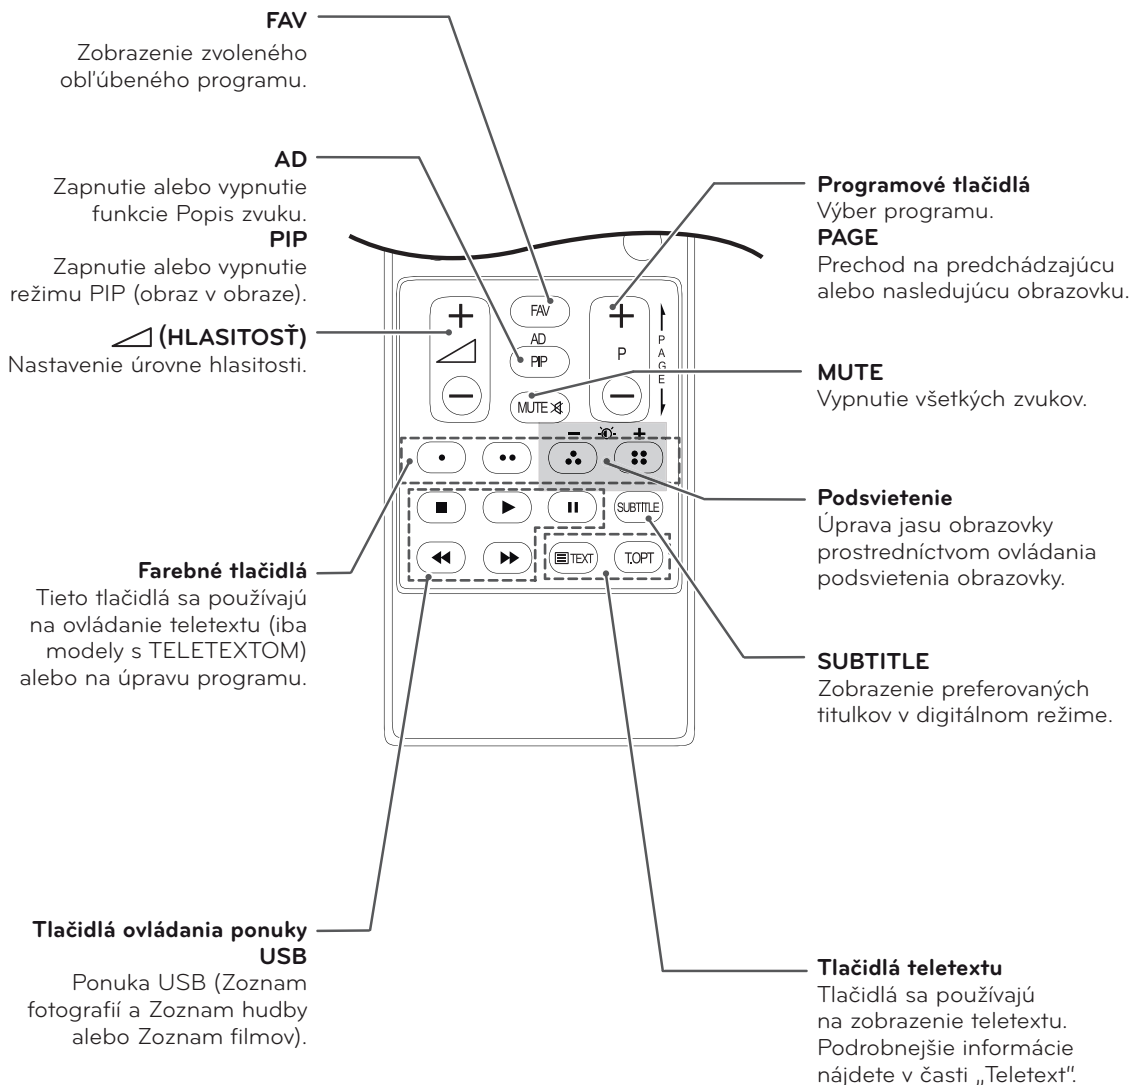 FAV
Zobrazenie zvoleného
obľúbeného programu.
AD
Zapnutie alebo vypnutie
funkcie Popis zvuku.
PIP
Zapnutie alebo vypnutie
režimu PIP (obraz v obraze).
(HLASITOSŤ)
Nastavenie úrovne hlasitosti.
Farebné tlačidlá
Tieto tlačidlá sa používajú
na ovládanie teletextu (iba
modely s TELETEXTOM)
alebo na úpravu programu.
Tlačidlá ovládania ponuky
USB
Ponuka USB (Zoznam
fotografií a Zoznam hudby
alebo Zoznam filmov).
+
FAV
+
AD
PIP
P
PAGE
−
MUTE
−
− +
SUBTITLE
TEXT
T.OPT
Programové tlačidlá
Výber programu.
PAGE
Prechod na predchádzajúcu
alebo nasledujúcu obrazovku.
MUTE
Vypnutie všetkých zvukov.
Podsvietenie
Úprava jasu obrazovky
prostredníctvom ovládania
podsvietenia obrazovky.
SUBTITLE
Zobrazenie preferovaných
titulkov v digitálnom režime.
Tlačidlá teletextu
Tlačidlá sa používajú
na zobrazenie teletextu.
Podrobnejšie informácie
nájdete v časti „Teletext“.